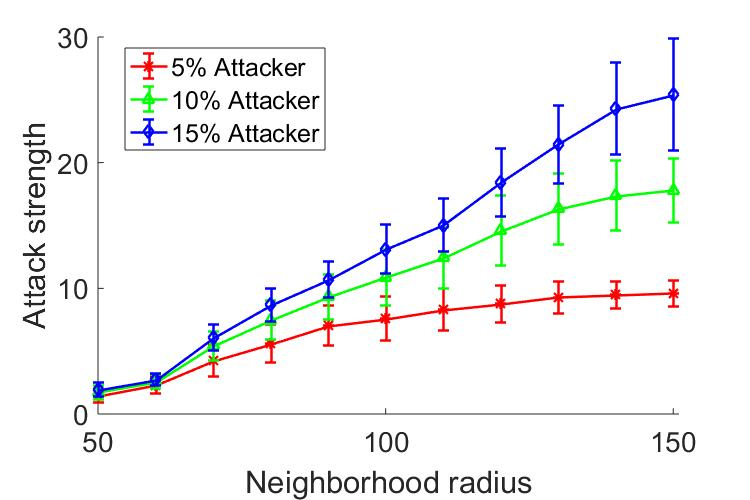 30
5% Attacker
10% Attacker
15% Attacker
20
10
0
Attack strength
50
100
150
Neighborhood radius